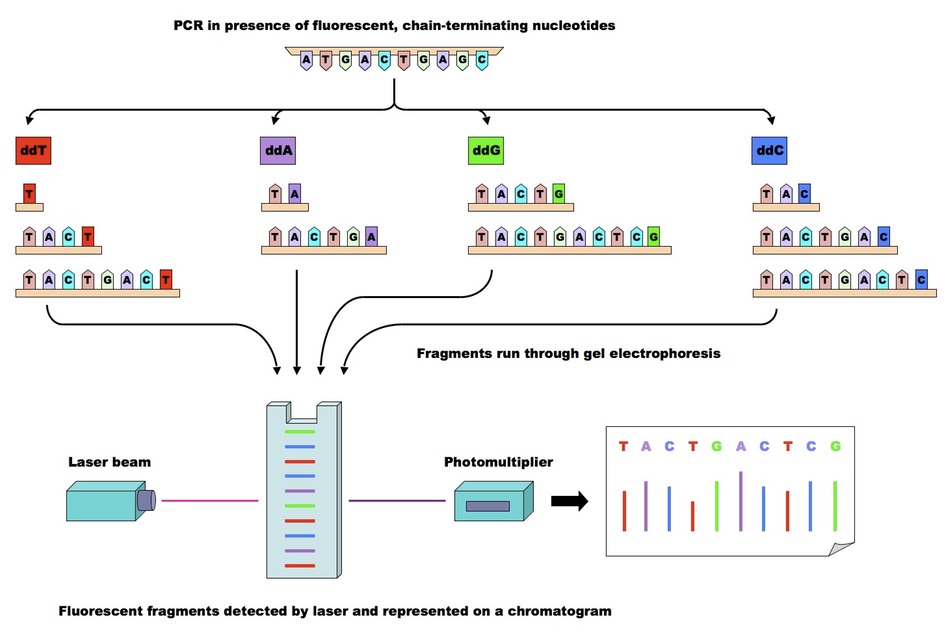 PCR in presence of fluorescent, chain-terminating nucleotides
A T G A C T G A G C
ddT ddA ddG ddC
T
T A
T A C T G
T A C
T A C T
T A C T G A
T A C T G A C T C G
T A C T G A C
T A C T G A C T
T A C T G A C T C
Fragments run through gel electrophoresis
Laser beam
Photomultiplier
T A C T G A C T C G
Fluorescent fragments detected by laser and represented on a chromatogram